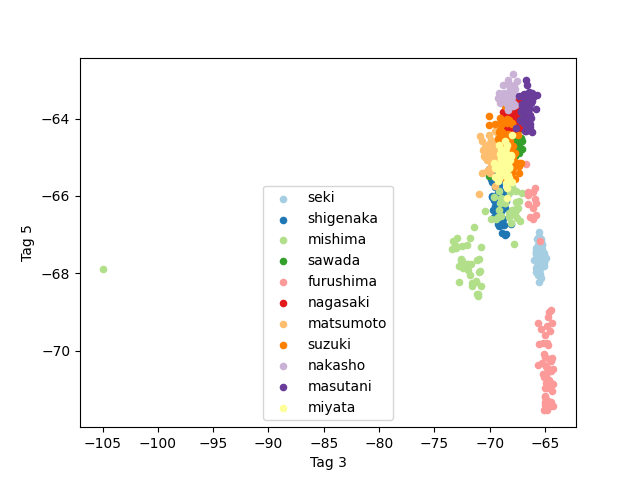 −64
−66
−68
−70
Tag 5
seki
shigenaka
mishima
sawada
furushima
nagasaki
matsumoto
suzuki
nakasho
masutani
miyata
−105 −100 −95 −90 −85 −80 −75 −70 −65
Tag 3